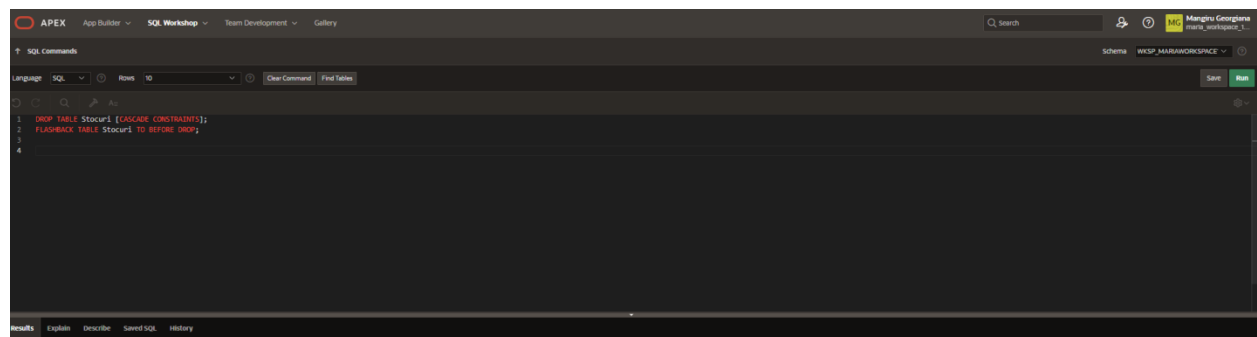 APEX App Builder SQL Workshop Team Development Gallery Search MG Mangiru Georgiana
maria_workspace_1...
↑ SQL Commands Schema WKSP_MARIAWORKSPACE
Language SQL Rows 10 Clear Command Find Tables Save Run
1 DROP TABLE Stocuri [CASCADE CONSTRAINTS];
2 FLASHBACK TABLE Stocuri TO BEFORE DROP;
3
4
Results Explain Describe Saved SQL History